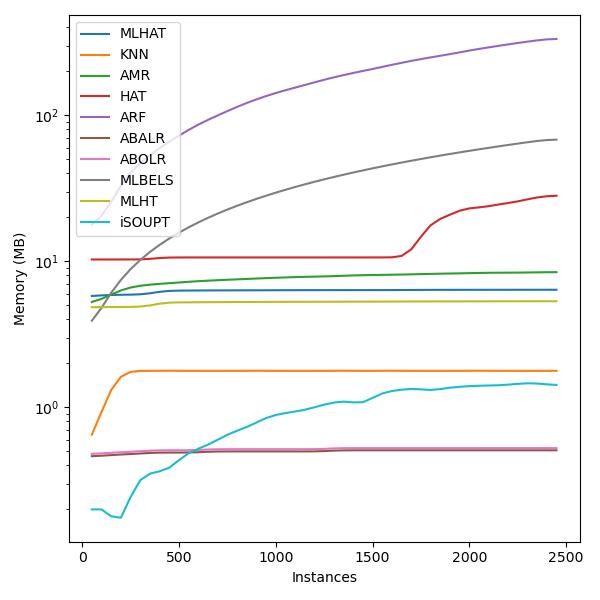 MLHAT
KNN
AMR
HAT
ARF
ABALR
ABOLR
MLBELS
MLHT
iSOUPT
Memory (MB)
10²
10¹
10⁰
0 500 1000 1500 2000 2500
Instances